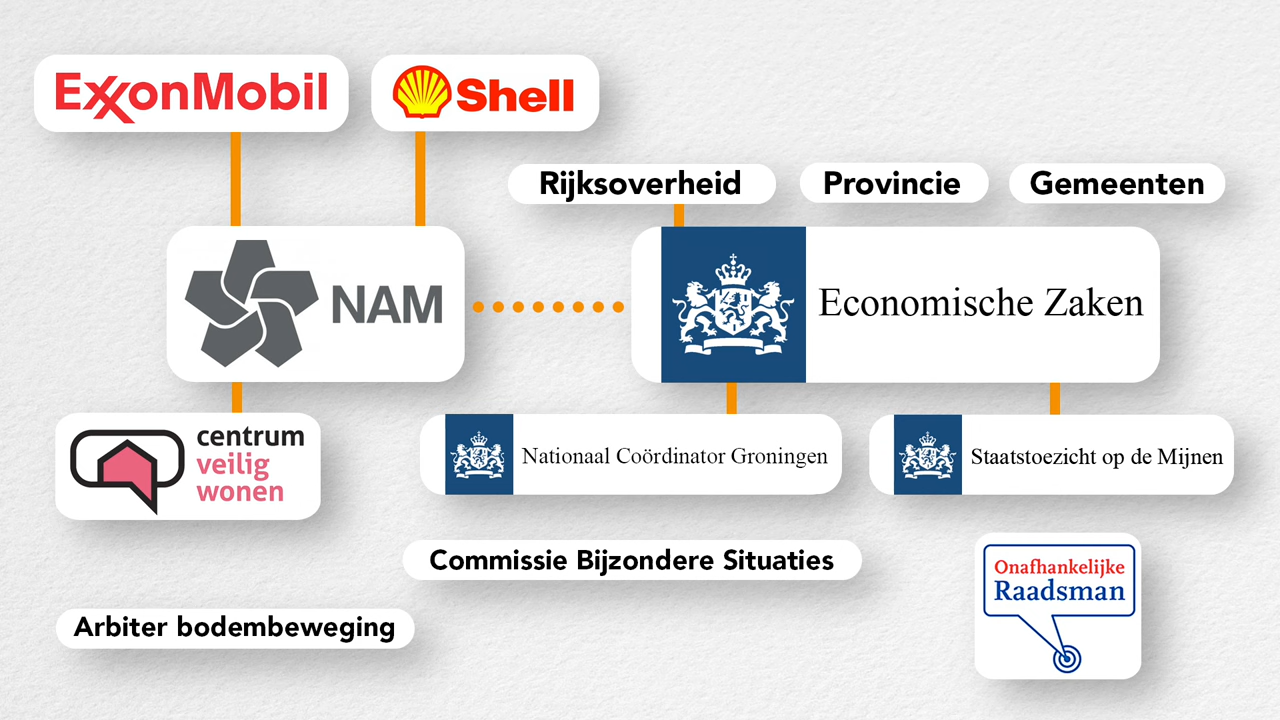 ExxonMobil
Shell
Rijksoverheid
Provincie
Gemeenten
NAM
Economische Zaken
centrum
veilig
wonen
Nationaal Coördinator Groningen
Staatstoezicht op de Mijnen
Commissie Bijzondere Situaties
Onafhankelijke
Raadsman
Arbiter bodembeweging